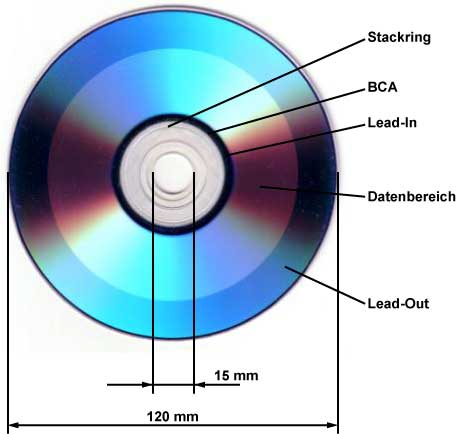 Stackring
BCA
Lead-In
Datenbereich
Lead-Out
15 mm
120 mm